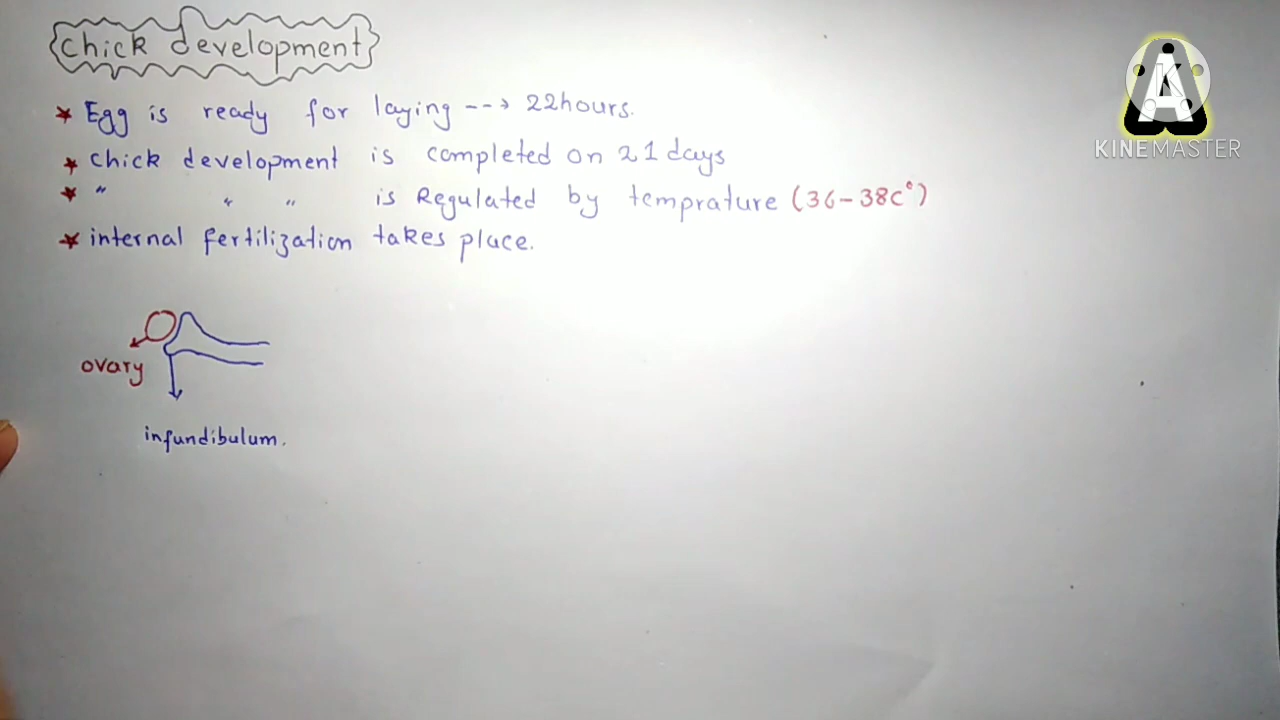 chick development
* Egg is ready for laying --→ 22hours.
* chick development is completed on 21 days
* " " " is Regulated by temprature (36-38c°)
* internal fertilization takes place.
ovary
infundibulum.
A
K
KINEMASTER